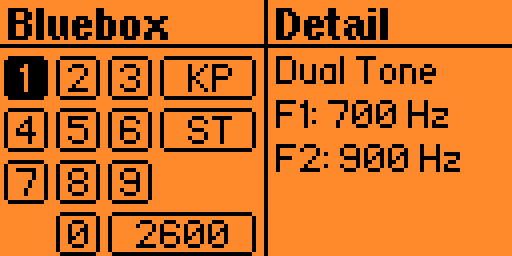 Bluebox
1 2 3 KP
4 5 6 ST
7 8 9
0 2600
Detail
Dual Tone
F1: 700 Hz
F2: 900 Hz